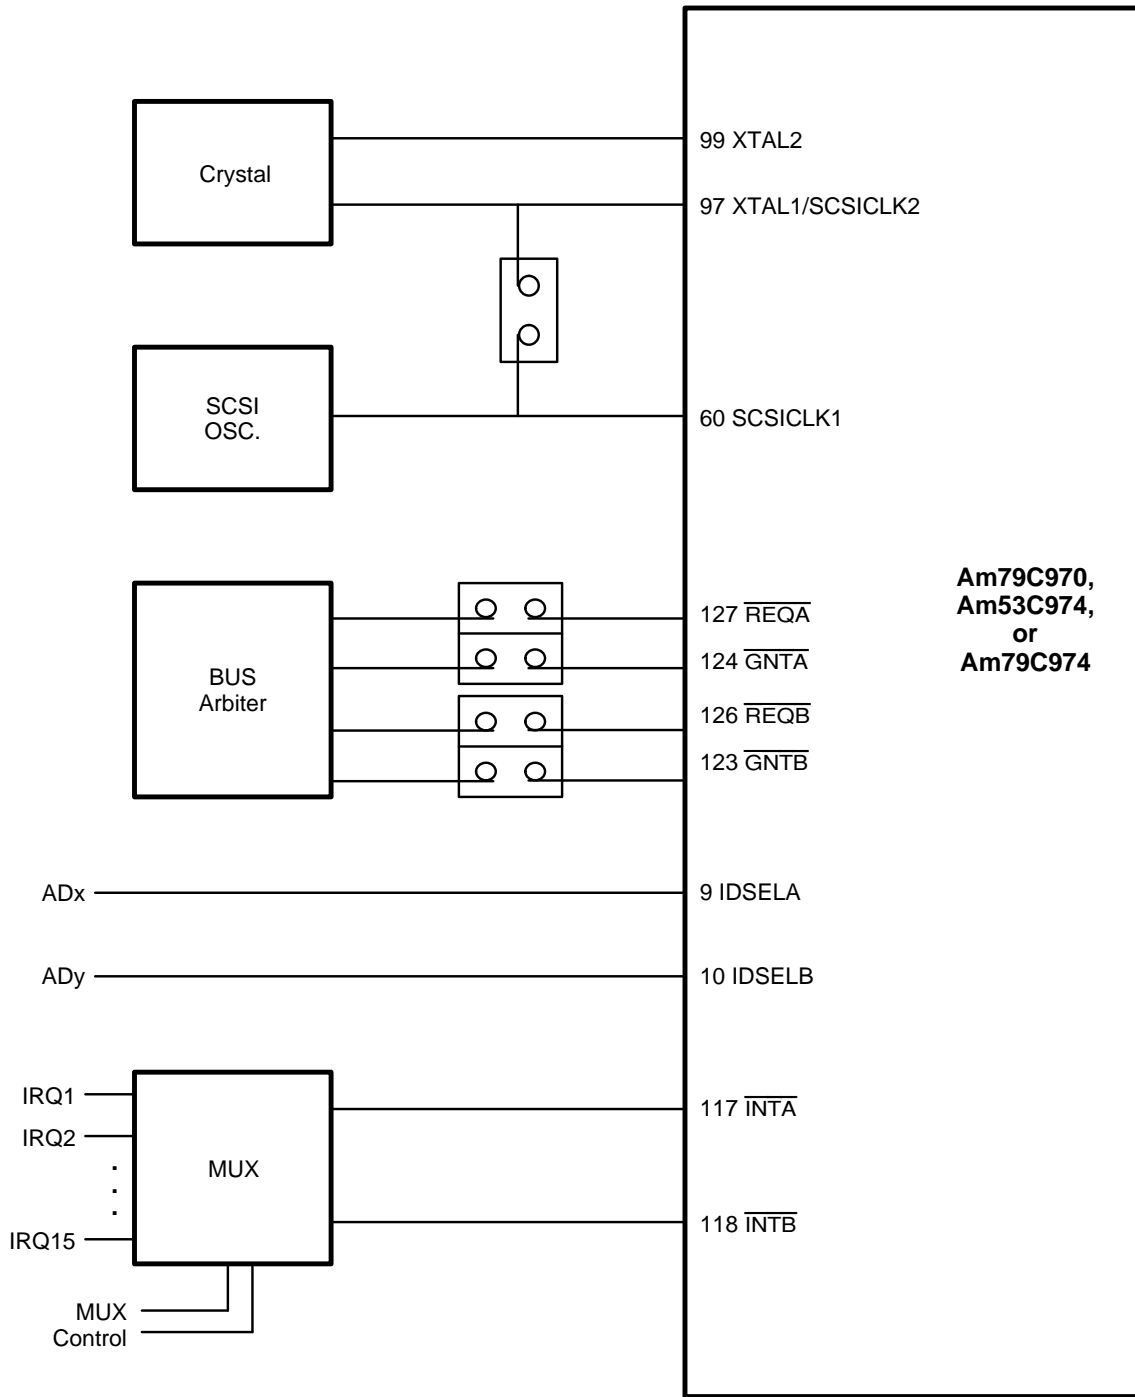 Crystal
99 XTAL2
97 XTAL1/SCSICLK2
SCSI
OSC.
60 SCSICLK1
BUS
Arbiter
127 REQA
124 GNTA
126 REQB
123 GNTB
Am79C970,
Am53C974,
or
Am79C974
ADx
9 IDSELA
ADy
10 IDSELB
IRQ1
IRQ2
.
.
.
IRQ15
MUX
117 INTA
118 INTB
MUX
Control